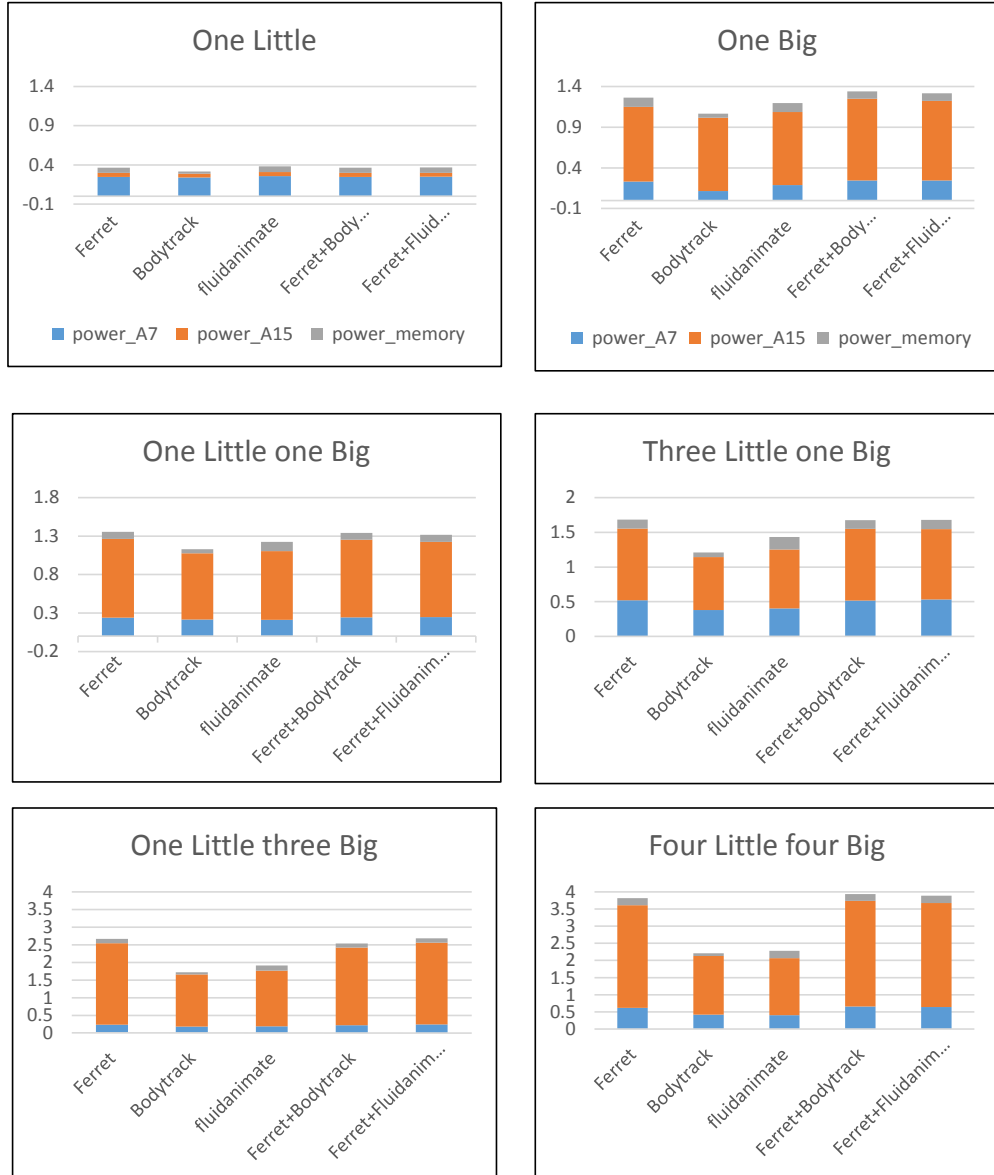 One Little
1.4
0.9
0.4
-0.1
Ferret
Bodytrack
fluidanimate
Ferret+Body...
Ferret+Fluid...
power_A7 power_A15 power_memory
One Big
1.4
0.9
0.4
-0.1
Ferret
Bodytrack
fluidanimate
Ferret+Body...
Ferret+Fluid...
power_A7 power_A15 power_memory
One Little one Big
1.8
1.3
0.8
0.3
-0.2
Ferret
Bodytrack
fluidanimate
Ferret+Bodytrack
Ferret+Fluidanim...
Three Little one Big
2
1.5
1
0.5
0
Ferret
Bodytrack
fluidanimate
Ferret+Bodytrack
Ferret+Fluidanim...
One Little three Big
4
3.5
3
2.5
2
1.5
1
0.5
0
Ferret
Bodytrack
fluidanimate
Ferret+Bodytrack
Ferret+Fluidanim...
Four Little four Big
4
3.5
3
2.5
2
1.5
1
0.5
0
Ferret
Bodytrack
fluidanimate
Ferret+Bodytrack
Ferret+Fluidanim...